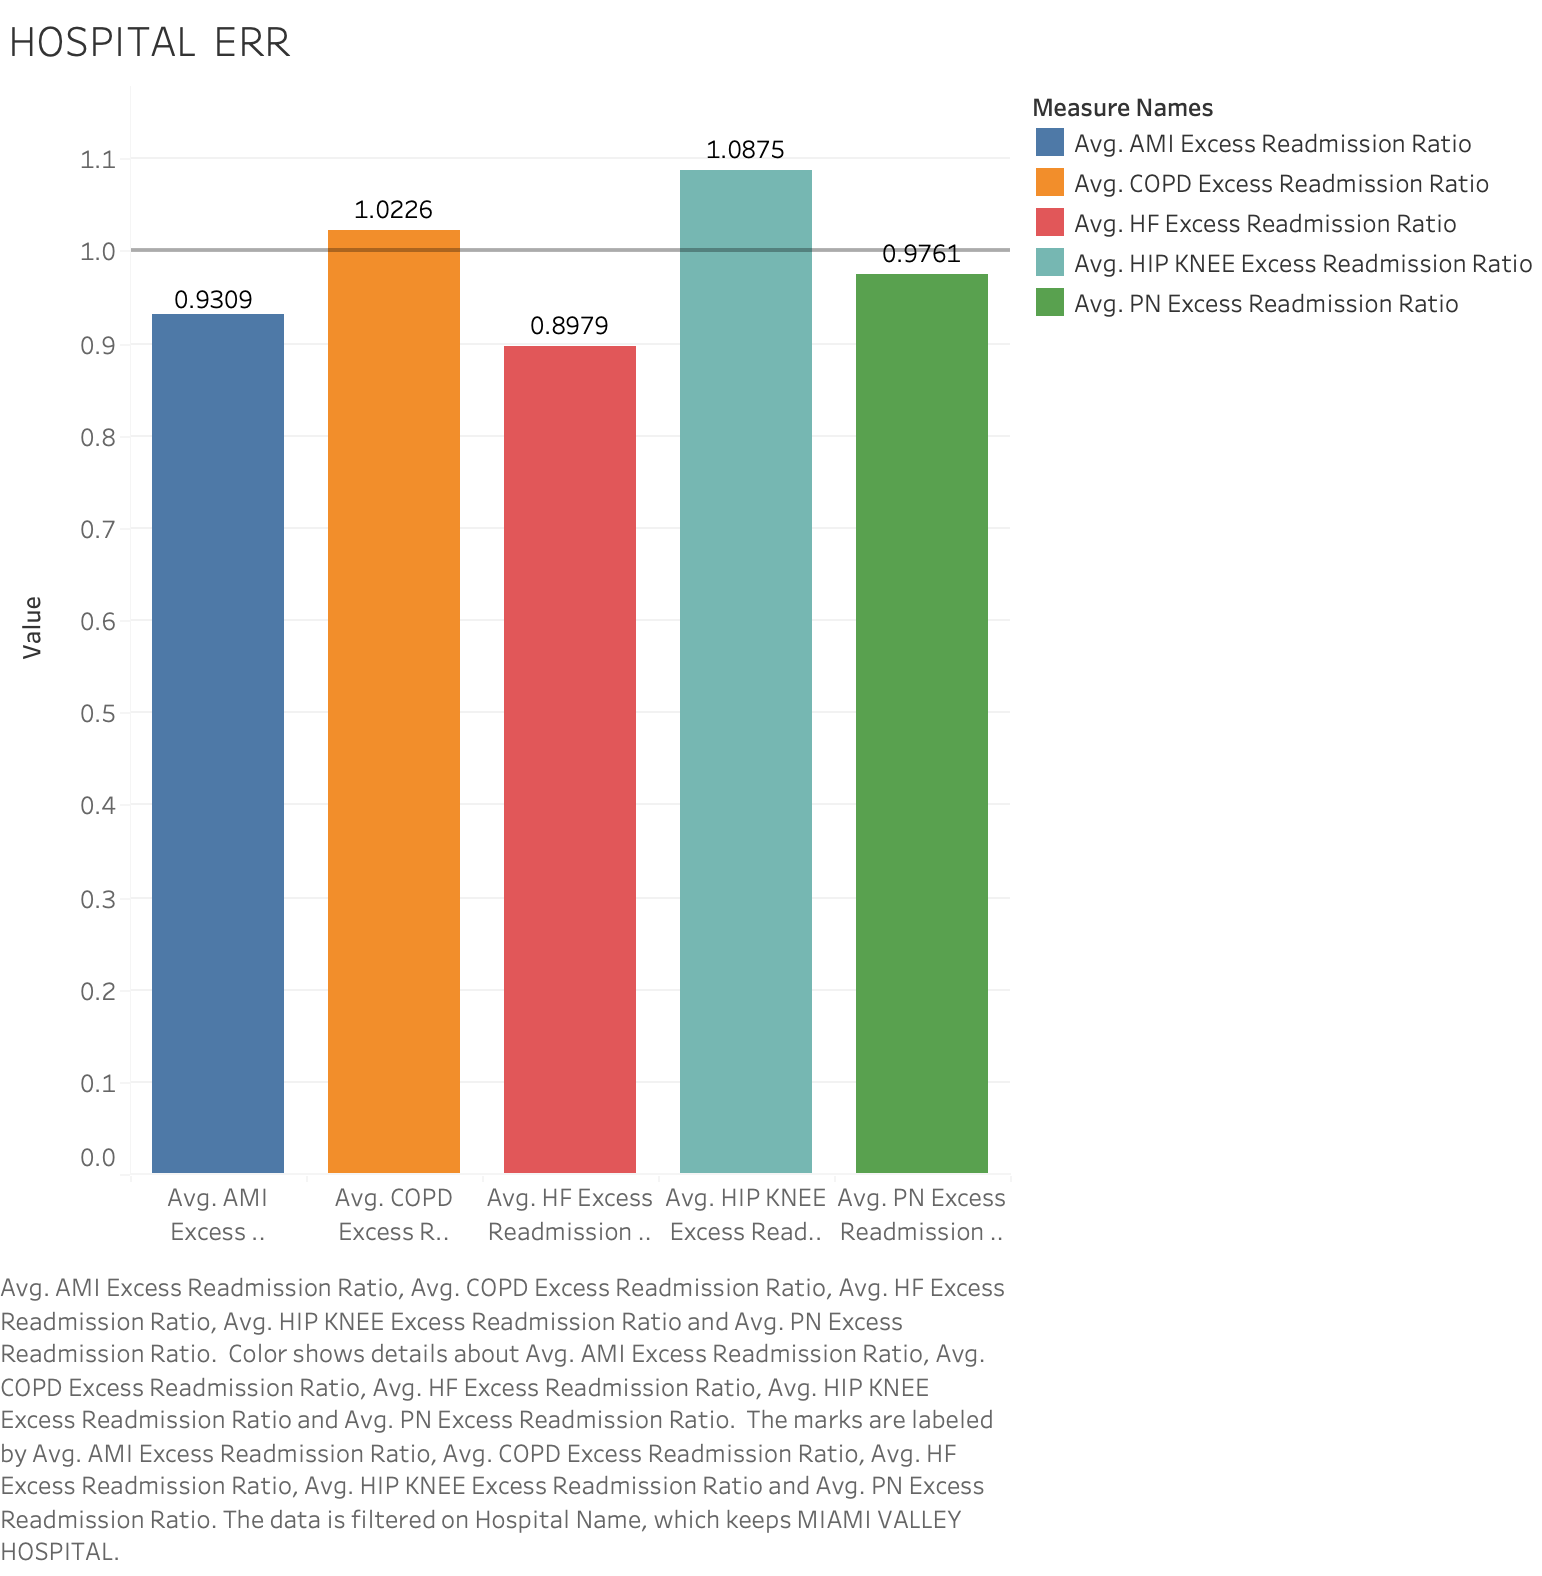 HOSPITAL ERR
Measure Names
Avg. AMI Excess Readmission Ratio
Avg. COPD Excess Readmission Ratio
Avg. HF Excess Readmission Ratio
Avg. HIP KNEE Excess Readmission Ratio
Avg. PN Excess Readmission Ratio
Value
1.1
1.0
0.9
0.8
0.7
0.6
0.5
0.4
0.3
0.2
0.1
0.0
0.9309
1.0226
0.8979
1.0875
0.9761
Avg. AMI
Excess ..
Avg. COPD
Excess R..
Avg. HF Excess
Readmission ..
Avg. HIP KNEE
Excess Read..
Avg. PN Excess
Readmission ..
Avg. AMI Excess Readmission Ratio, Avg. COPD Excess Readmission Ratio, Avg. HF Excess
Readmission Ratio, Avg. HIP KNEE Excess Readmission Ratio and Avg. PN Excess
Readmission Ratio.  Color shows details about Avg. AMI Excess Readmission Ratio, Avg.
COPD Excess Readmission Ratio, Avg. HF Excess Readmission Ratio, Avg. HIP KNEE
Excess Readmission Ratio and Avg. PN Excess Readmission Ratio.  The marks are labeled
by Avg. AMI Excess Readmission Ratio, Avg. COPD Excess Readmission Ratio, Avg. HF
Excess Readmission Ratio, Avg. HIP KNEE Excess Readmission Ratio and Avg. PN Excess
Readmission Ratio. The data is filtered on Hospital Name, which keeps MIAMI VALLEY
HOSPITAL.